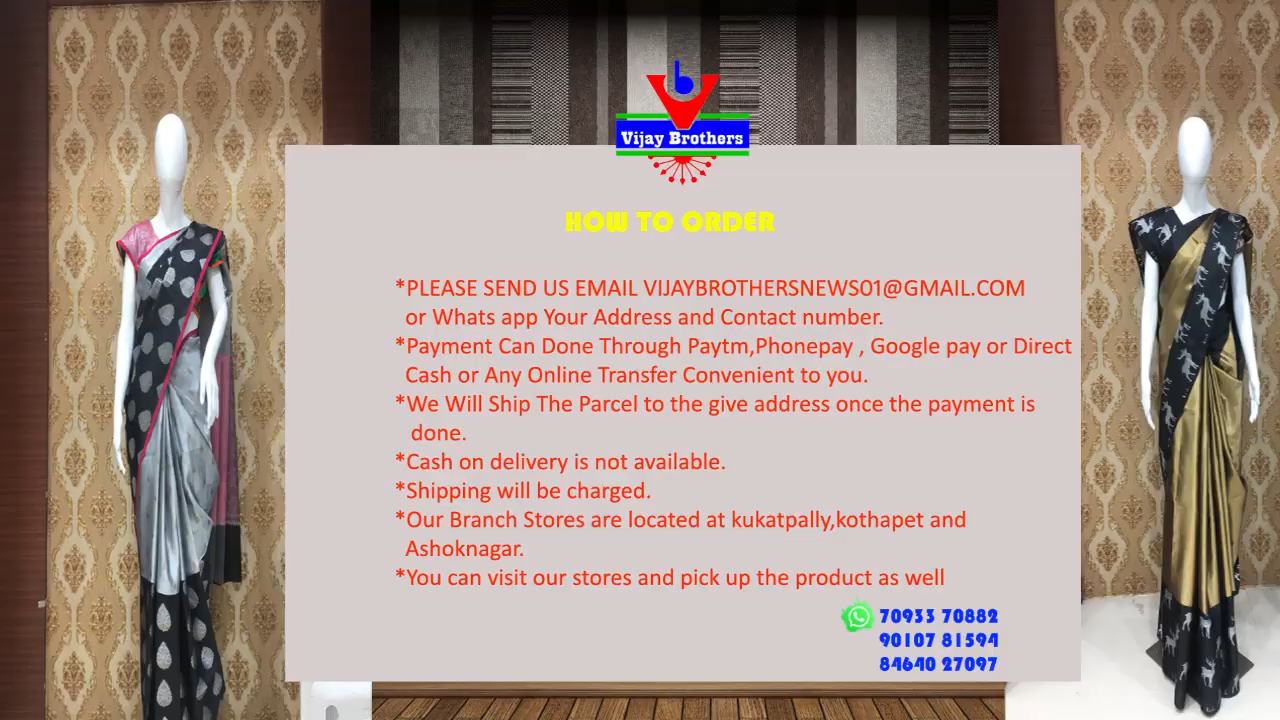 b
Vijay Brothers
HOW TO ORDER
*PLEASE SEND US EMAIL VIJAYBROTHERSNEWS01@GMAIL.COM
or Whats app Your Address and Contact number.
*Payment Can Done Through Paytm,Phonepay , Google pay or Direct
Cash or Any Online Transfer Convenient to you.
*We Will Ship The Parcel to the give address once the payment is
done.
*Cash on delivery is not available.
*Shipping will be charged.
*Our Branch Stores are located at kukatpally,kothapet and
Ashoknagar.
*You can visit our stores and pick up the product as well
70933 70882
90107 81594
84640 27097